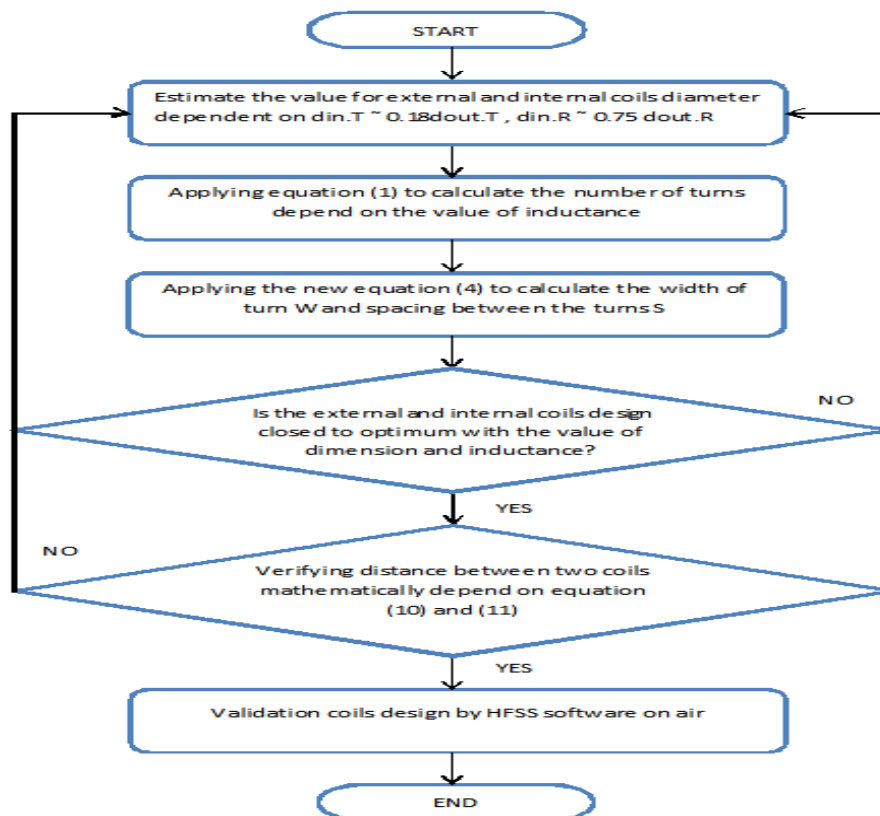 START
Estimate the value for external and internal coils diameter
dependent on din.T ~ 0.18dout.T , din.R ~ 0.75 dout.R
Applying equation (1) to calculate the number of turns
depend on the value of inductance
Applying the new equation (4) to calculate the width of
turn W and spacing between the turns S
NO
Is the external and internal coils design
closed to optimum with the value of
dimension and inductance?
YES
NO
Verifying distance between two coils
mathematically depend on equation
(10) and (11)
YES
Validation coils design by HFSS software on air
END